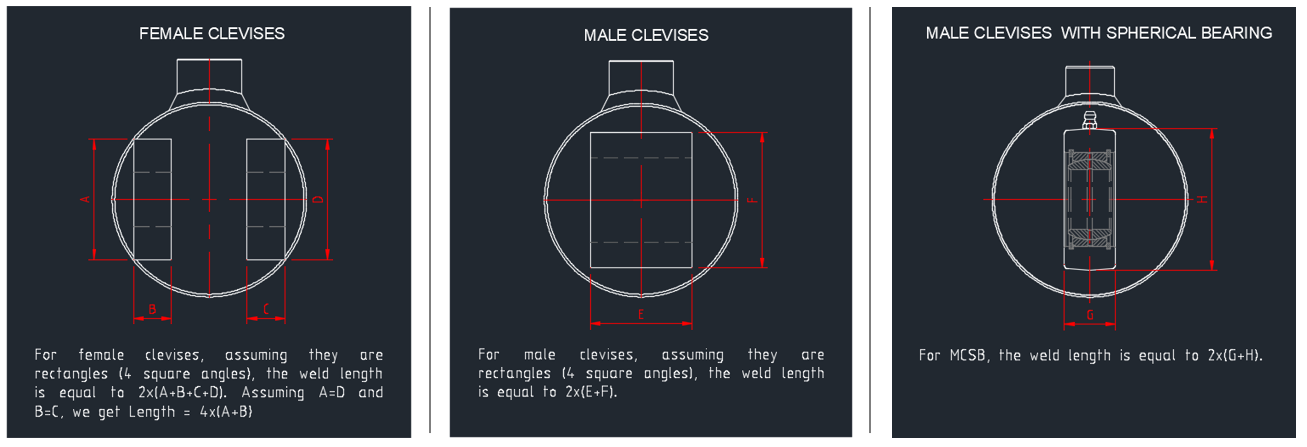 FEMALE CLEVISES
A
D
B
C
For female clevises, assuming they are
rectangles (4 square angles), the weld length
is equal to 2x(A+B+C+D). Assuming A=D and
B=C, we get Length = 4x(A+B)
MALE CLEVISES
F
E
For male clevises, assuming they are
rectangles (4 square angles), the weld length
is equal to 2x(E+F).
MALE CLEVISES WITH SPHERICAL BEARING
H
G
For MCSB, the weld length is equal to 2x(G+H).